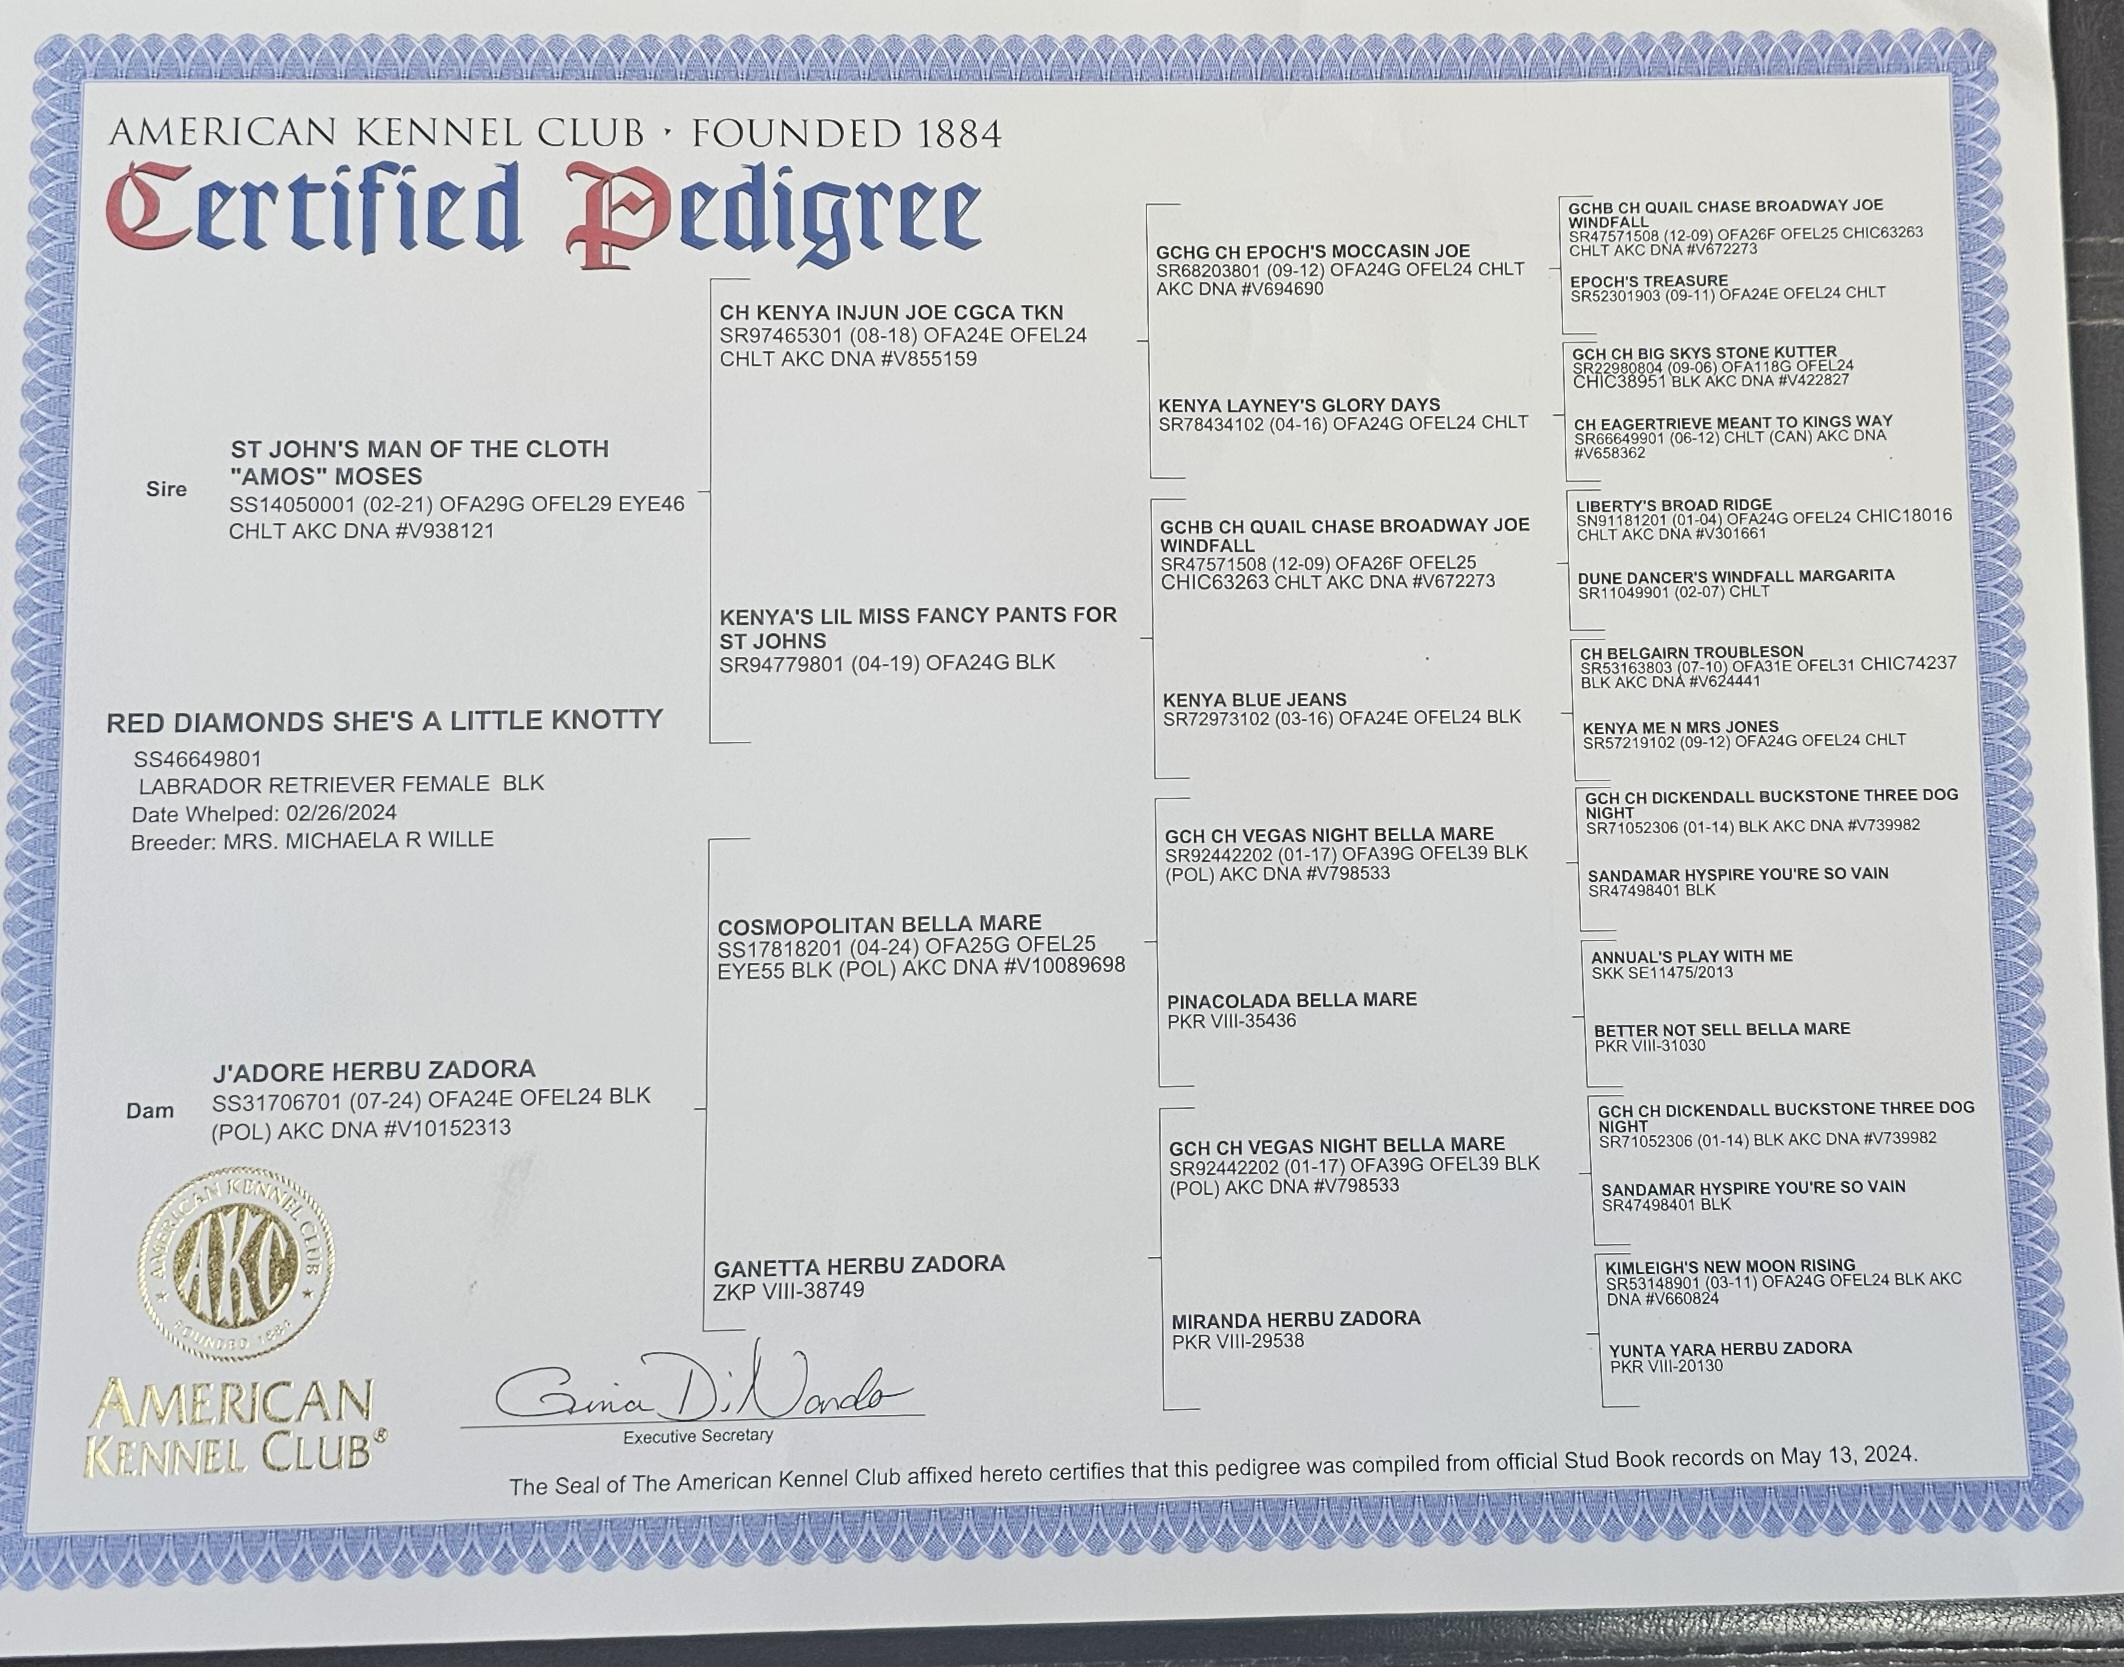 AMERICAN KENNEL CLUB · FOUNDED 1884
Certified Pedigree
Sire
ST JOHN'S MAN OF THE CLOTH
"AMOS" MOSES
SS14050001 (02-21) OFA29G OFEL29 EYE46
CHLT AKC DNA #V938121
RED DIAMONDS SHE'S A LITTLE KNOTTY
SS46649801
LABRADOR RETRIEVER FEMALE BLK
Date Whelped: 02/26/2024
Breeder: MRS. MICHAELA R WILLE
Dam
J'ADORE HERBU ZADORA
SS31706701 (07-24) OFA24E OFEL24 BLK
(POL) AKC DNA #V10152313
CH KENYA INJUN JOE CGCA TKN
SR97465301 (08-18) OFA24E OFEL24
CHLT AKC DNA #V855159
KENYA'S LIL MISS FANCY PANTS FOR
ST JOHNS
SR94779801 (04-19) OFA24G BLK
COSMOPOLITAN BELLA MARE
SS17818201 (04-24) OFA25G OFEL25
EYE55 BLK (POL) AKC DNA #V10089698
GANETTA HERBU ZADORA
ZKP VIII-38749
GCHG CH EPOCH'S MOCCASIN JOE
SR68203801 (09-12) OFA24G OFEL24 CHLT
AKC DNA #V694690
KENYA LAYNEY'S GLORY DAYS
SR78434102 (04-16) OFA24G OFEL24 CHLT
GCHB CH QUAIL CHASE BROADWAY JOE
WINDFALL
SR47571508 (12-09) OFA26F OFEL25
CHIC63263 CHLT AKC DNA #V672273
KENYA BLUE JEANS
SR72973102 (03-16) OFA24E OFEL24 BLK
GCH CH VEGAS NIGHT BELLA MARE
SR92442202 (01-17) OFA39G OFEL39 BLK
(POL) AKC DNA #V798533
PINACOLADA BELLA MARE
PKR VIII-35436
GCH CH VEGAS NIGHT BELLA MARE
SR92442202 (01-17) OFA39G OFEL39 BLK
(POL) AKC DNA #V798533
MIRANDA HERBU ZADORA
PKR VIII-29538
GCHB CH QUAIL CHASE BROADWAY JOE
WINDFALL
SR47571508 (12-09) OFA26F OFEL25 CHIC63263
CHLT AKC DNA #V672273
EPOCH'S TREASURE
SR52301903 (09-11) OFA24E OFEL24 CHLT
GCH CH BIG SKYS STONE KUTTER
SR22980804 (09-06) OFA118G OFEL24
CHIC38951 BLK AKC DNA #V422827
CH EAGERTRIEVE MEANT TO KINGS WAY
SR66649901 (06-12) CHLT (CAN) AKC DNA
#V658362
LIBERTY'S BROAD RIDGE
SN91181201 (01-04) OFA24G OFEL24 CHIC18016
CHLT AKC DNA #V301661
DUNE DANCER'S WINDFALL MARGARITA
SR11049901 (02-07) CHLT
CH BELGAIRN TROUBLESON
SR53163803 (07-10) OFA31E OFEL31 CHIC74237
BLK AKC DNA #V624441
KENYA ME N MRS JONES
SR57219102 (09-12) OFA24G OFEL24 CHLT
GCH CH DICKENDALL BUCKSTONE THREE DOG
NIGHT
SR71052306 (01-14) BLK AKC DNA #V739982
SANDAMAR HYSPIRE YOU'RE SO VAIN
SR47498401 BLK
ANNUAL'S PLAY WITH ME
SKK SE11475/2013
BETTER NOT SELL BELLA MARE
PKR VIII-31030
GCH CH DICKENDALL BUCKSTONE THREE DOG
NIGHT
SR71052306 (01-14) BLK AKC DNA #V739982
SANDAMAR HYSPIRE YOU'RE SO VAIN
SR47498401 BLK
KIMLEIGH'S NEW MOON RISING
SR53148901 (03-11) OFA24G OFEL24 BLK AKC
DNA #V660824
YUNTA YARA HERBU ZADORA
PKR VIII-20130
AMERICAN KENNEL CLUB
AKC
FOUNDED 1884
AMERICAN
KENNEL CLUB®
Gina DiNardo
Executive Secretary
The Seal of The American Kennel Club affixed hereto certifies that this pedigree was compiled from official Stud Book records on May 13, 2024.